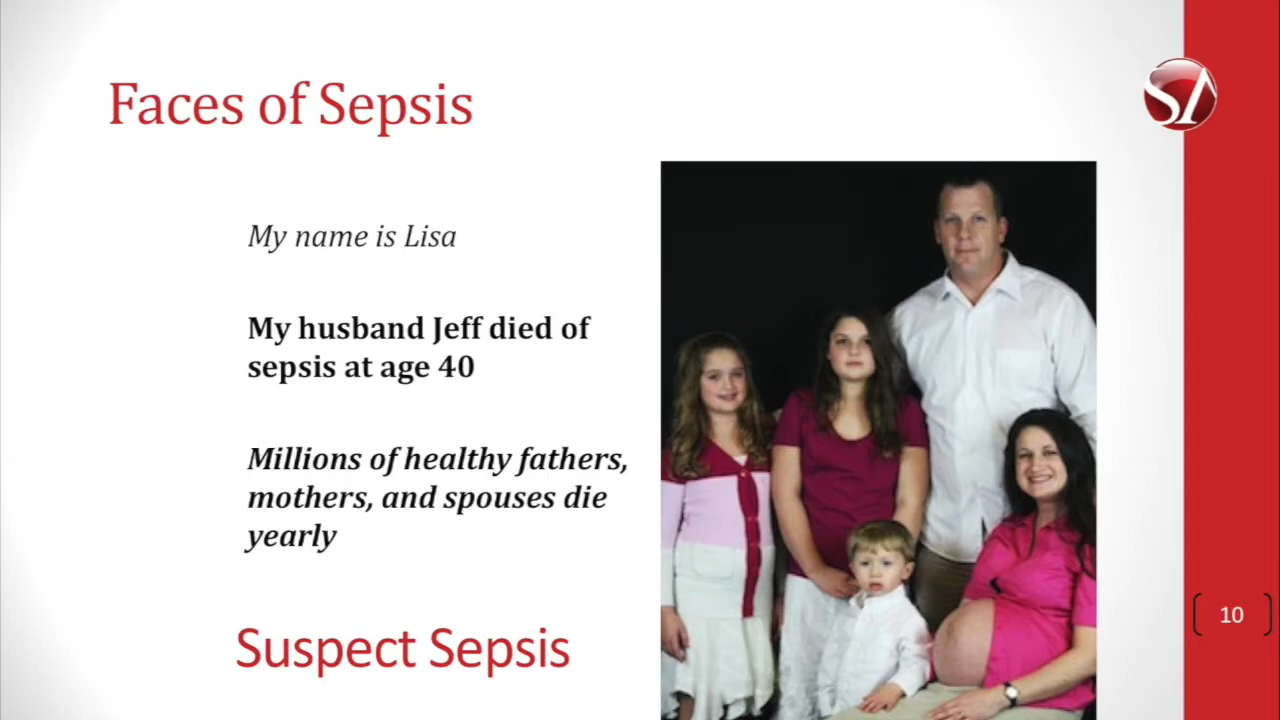 Faces of Sepsis
SA
My name is Lisa
My husband Jeff died of
sepsis at age 40
Millions of healthy fathers,
mothers, and spouses die
yearly
Suspect Sepsis
10